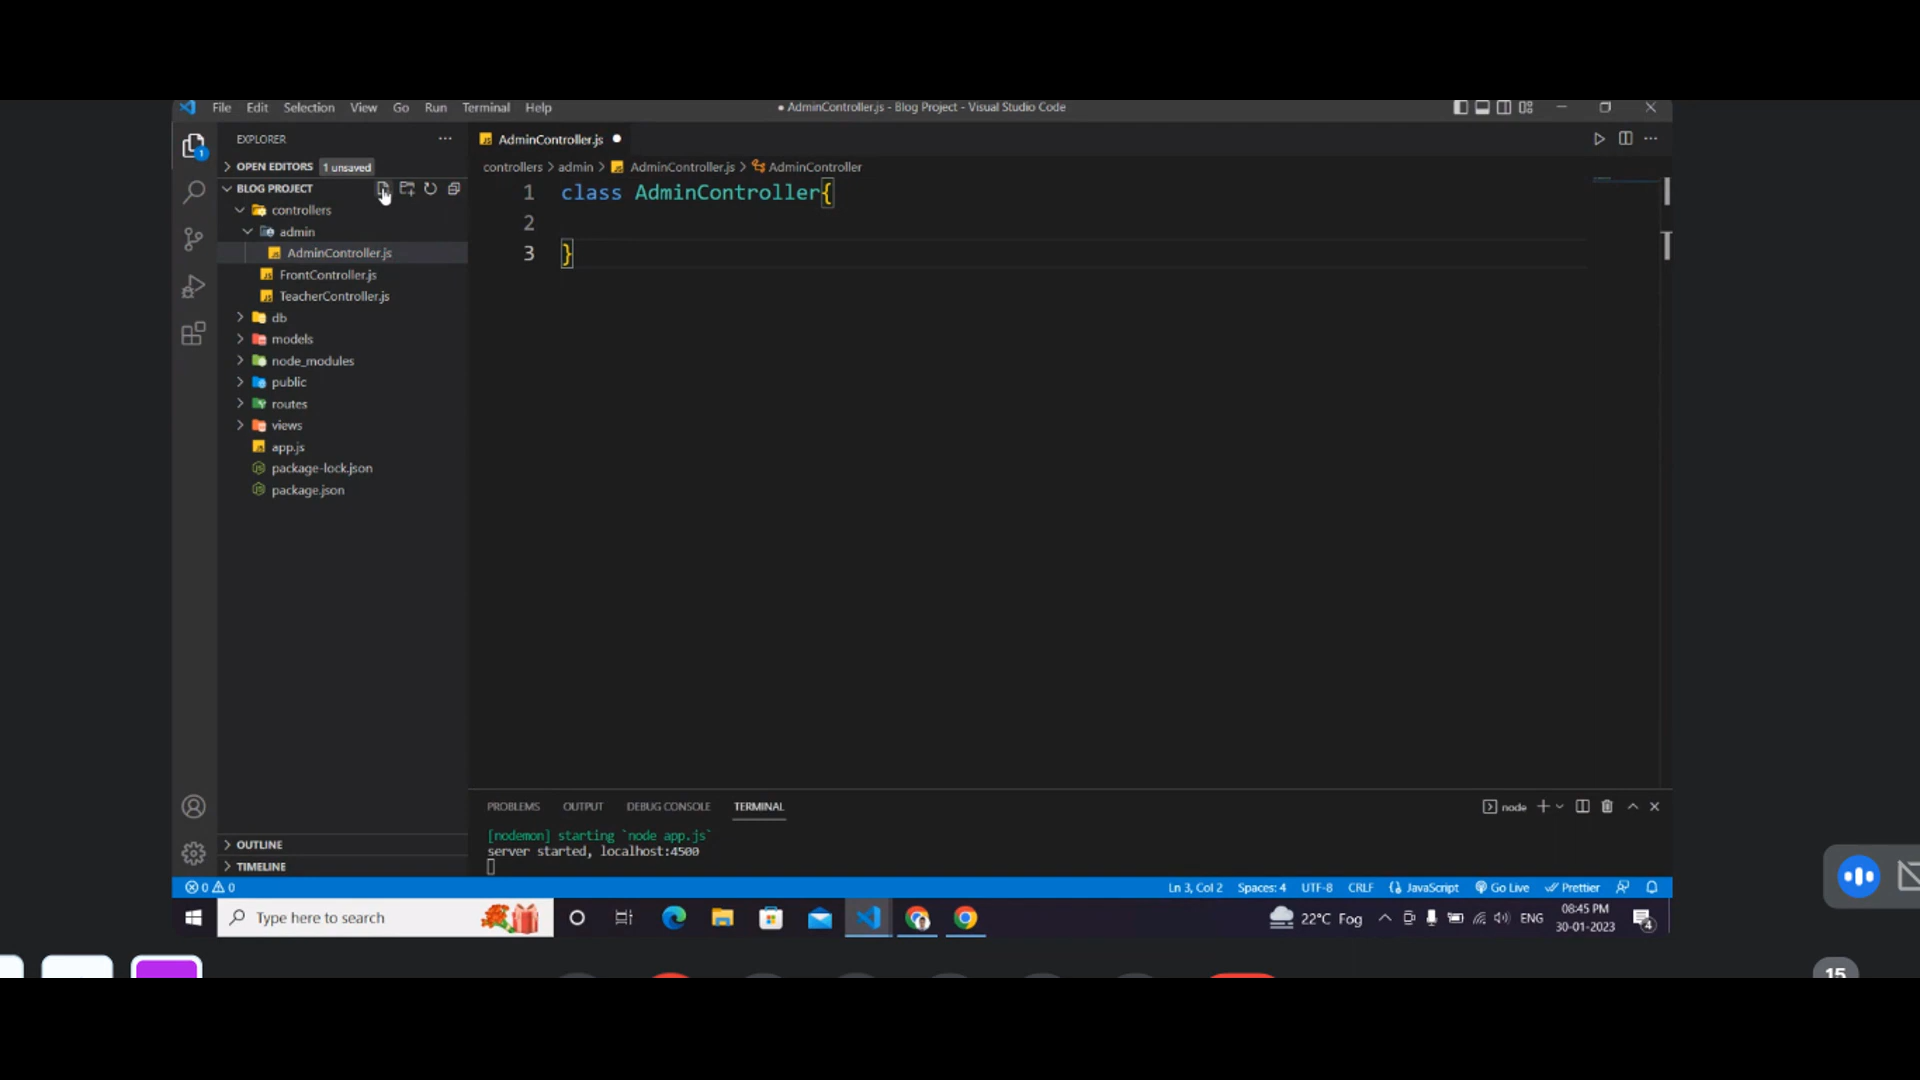 File Edit Selection View Go Run Terminal Help
● AdminController.js - Blog Project - Visual Studio Code
EXPLORER
OPEN EDITORS 1 unsaved
BLOG PROJECT
controllers
admin
AdminController.js
FrontController.js
TeacherController.js
db
models
node_modules
public
routes
views
app.js
package-lock.json
package.json
OUTLINE
TIMELINE
1
AdminController.js
controllers > admin > AdminController.js > AdminController
1 class AdminController{
2
3 }
PROBLEMS OUTPUT DEBUG CONSOLE TERMINAL
node
[nodemon] starting `node app.js`
server started, localhost:4500
0 0
Ln 3, Col 2 Spaces: 4 UTF-8 CRLF JavaScript Go Live Prettier
Type here to search
22°C Fog
ENG
08:45 PM
30-01-2023
4
15